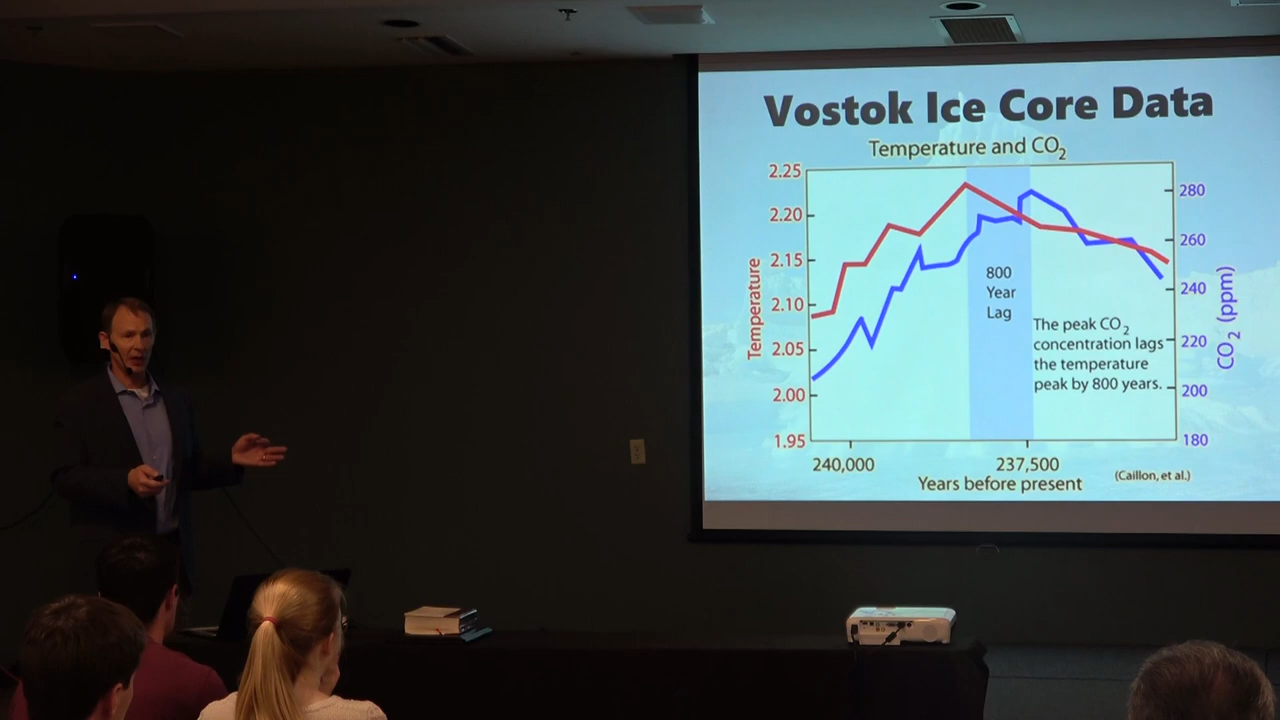 Vostok Ice Core Data
Temperature and CO₂
2.25
2.20
2.15
2.10
2.05
2.00
1.95
Temperature
280
260
240
220
200
180
CO₂ (ppm)
800
Year
Lag
The peak CO₂
concentration lags
the temperature
peak by 800 years.
240,000
237,500
Years before present
(Caillon, et al.)